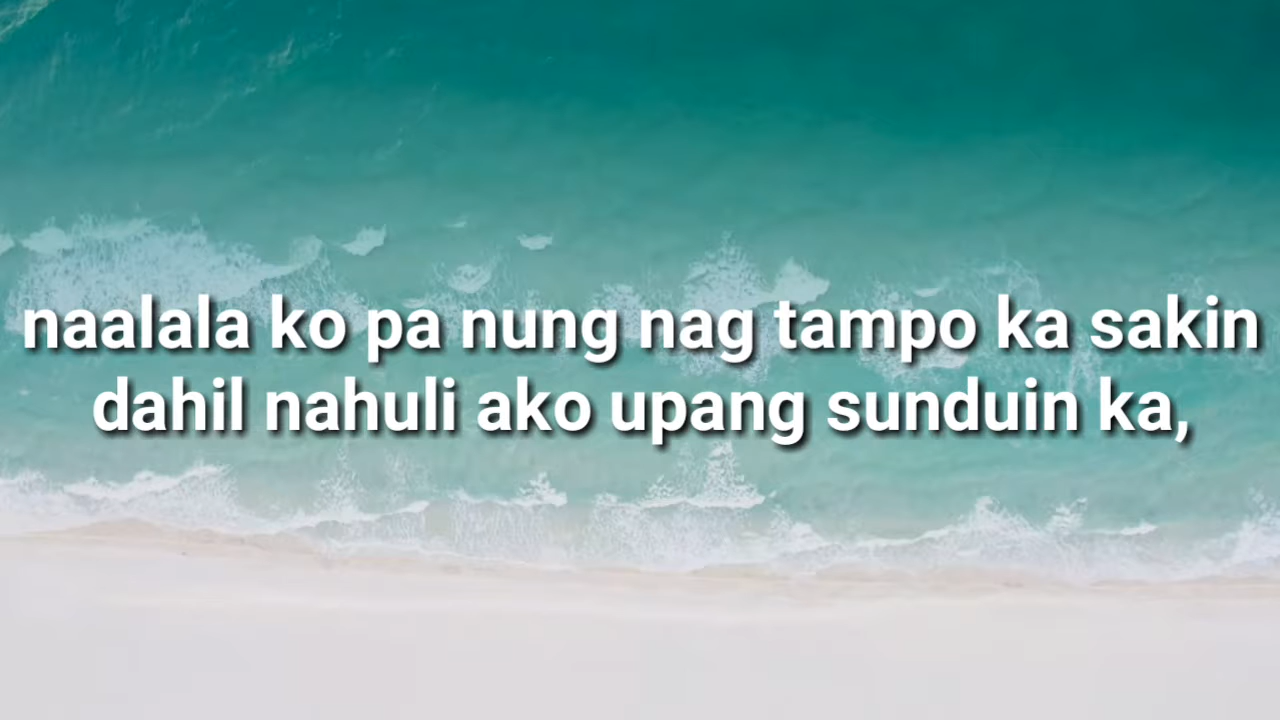 naalala ko pa nung nag tampo ka sakin
dahil nahuli ako upang sunduin ka,